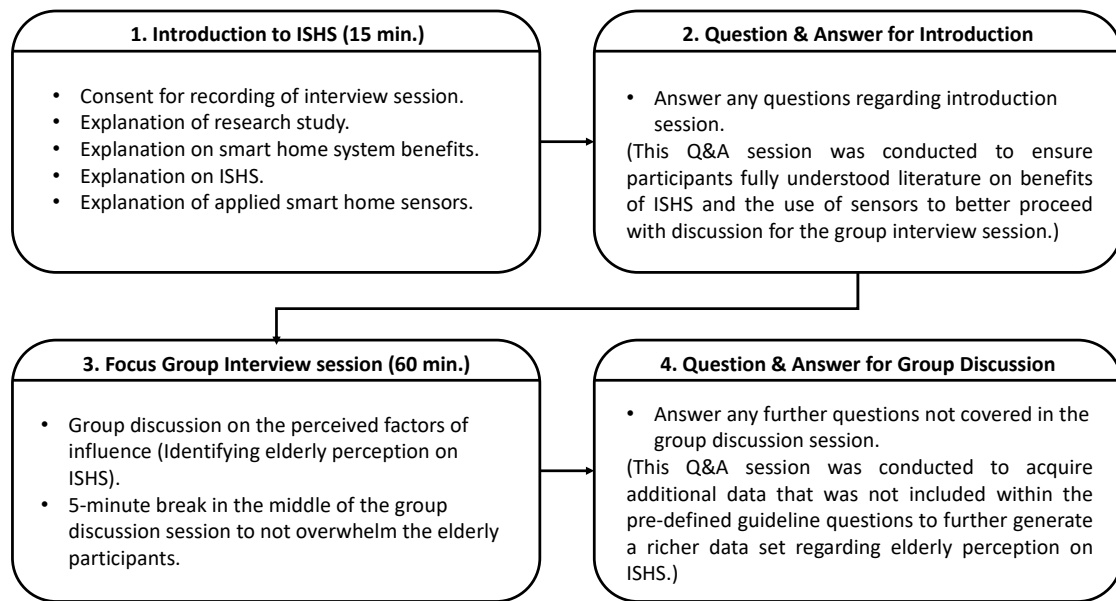 1. Introduction to ISHS (15 min.)
• Consent for recording of interview session.
• Explanation of research study.
• Explanation on smart home system benefits.
• Explanation on ISHS.
• Explanation of applied smart home sensors.
2. Question & Answer for Introduction
• Answer any questions regarding introduction
session.
(This Q&A session was conducted to ensure
participants fully understood literature on benefits
of ISHS and the use of sensors to better proceed
with discussion for the group interview session.)
3. Focus Group Interview session (60 min.)
• Group discussion on the perceived factors of
influence (Identifying elderly perception on
ISHS).
• 5-minute break in the middle of the group
discussion session to not overwhelm the elderly
participants.
4. Question & Answer for Group Discussion
• Answer any further questions not covered in the
group discussion session.
(This Q&A session was conducted to acquire
additional data that was not included within the
pre-defined guideline questions to further generate
a richer data set regarding elderly perception on
ISHS.)